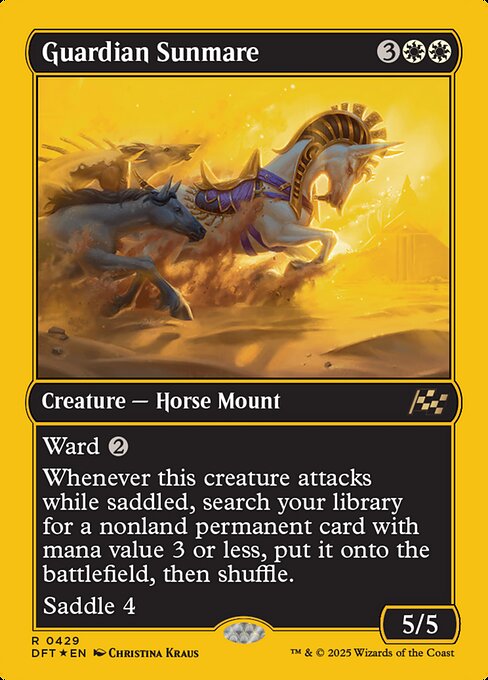 Guardian Sunmare 3
Creature — Horse Mount
Ward 2
Whenever this creature attacks
while saddled, search your library
for a nonland permanent card with
mana value 3 or less, put it onto the
battlefield, then shuffle.
Saddle 4
5/5
R 0429
DFT★EN Christina Kraus
™ & © 2025 Wizards of the Coast